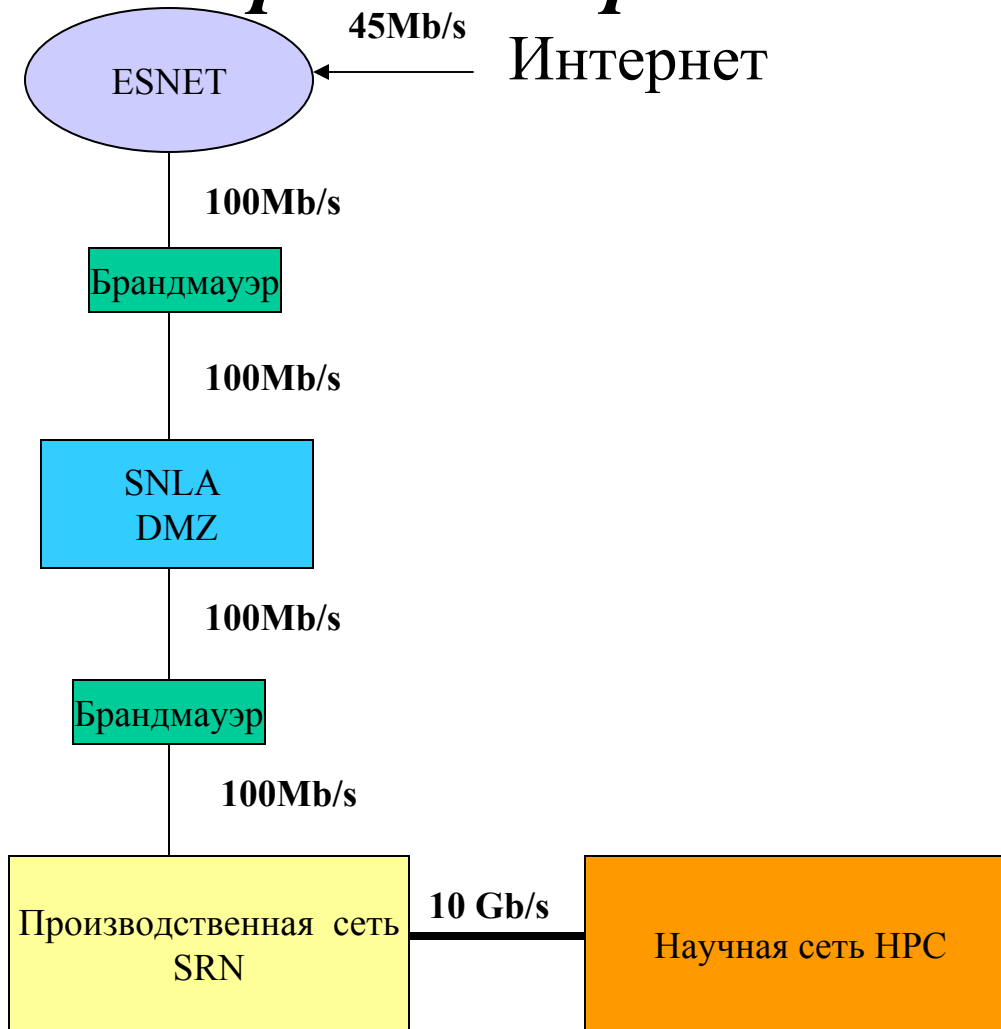 45Mb/s
Интернет
ESNET
100Mb/s
Брандмауэр
100Mb/s
SNLA
DMZ
100Mb/s
Брандмауэр
100Mb/s
Производственная сеть
SRN
10 Gb/s
Научная сеть HPC